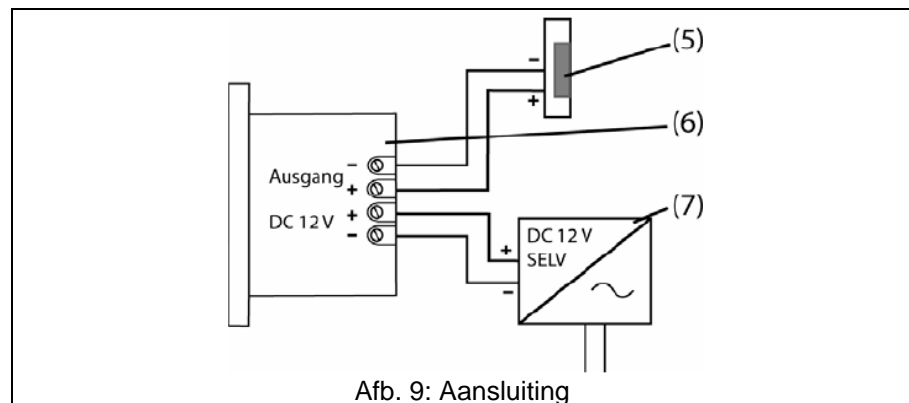 - (5)
+
(6)
Ausgang -
+
DC 12 V +
-
(7)
+ DC 12 V
SELV
-
Afb. 9: Aansluiting